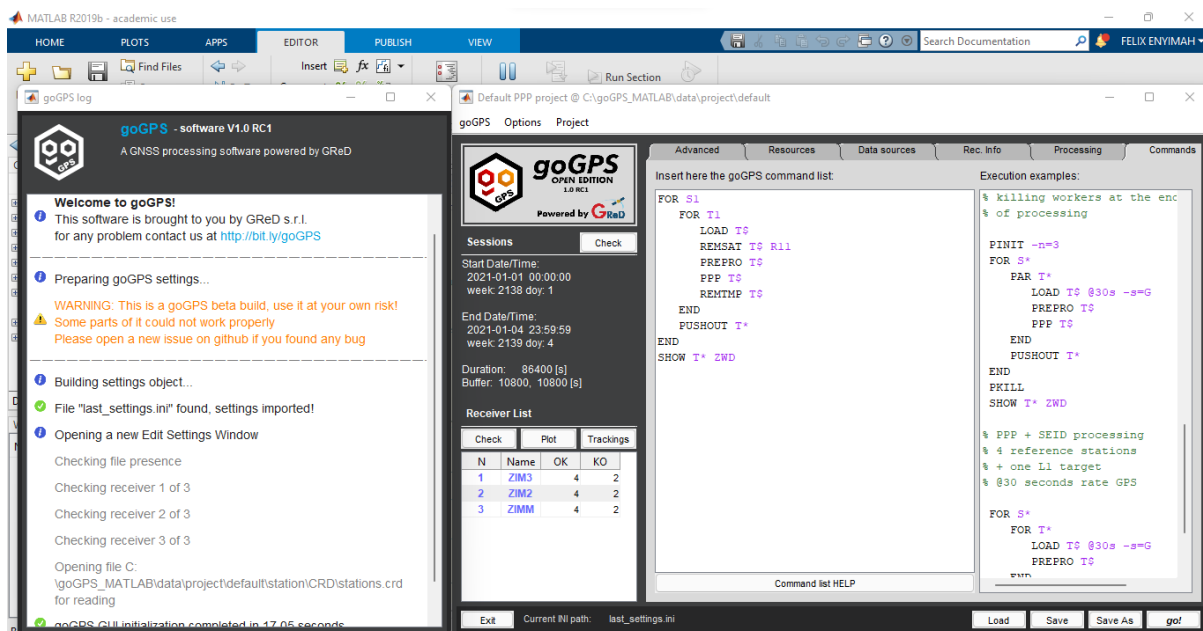 MATLAB R2019b - academic use
HOME PLOTS APPS EDITOR PUBLISH VIEW
Search Documentation
FELIX ENYIMAH
Find Files
Insert
fx
Run Section
goGPS log
goGPS - software V1.0 RC1
A GNSS processing software powered by GReD
GPS
Welcome to goGPS!
This software is brought to you by GReD s.r.l.
for any problem contact us at http://bit.ly/goGPS
Preparing goGPS settings...
WARNING: This is a goGPS beta build, use it at your own risk!
Some parts of it could not work properly
Please open a new issue on github if you found any bug
Building settings object...
File "last_settings.ini" found, settings imported!
Opening a new Edit Settings Window
Checking file presence
Checking receiver 1 of 3
Checking receiver 2 of 3
Checking receiver 3 of 3
Opening file C:
\goGPS_MATLAB\data\project\default\station\CRD\stations.crd
for reading
goGPS GUI initialization completed in 17.05 seconds
Default PPP project @ C:\goGPS_MATLAB\data\project\default
goGPS Options Project
GPS
goGPS
OPEN EDITION
1.0 RC1
Powered by GReD
Sessions
Check
Start Date/Time:
2021-01-01 00:00:00
week: 2138 doy: 1
End Date/Time:
2021-01-04 23:59:59
week: 2139 doy: 4
Duration: 86400 [s]
Buffer: 10800, 10800 [s]
Receiver List
Check Plot Trackings
N Name OK KO
1 ZIM3 4 2
2 ZIM2 4 2
3 ZIMM 4 2
Advanced Resources Data sources Rec. Info Processing Commands
Insert here the goGPS command list:
FOR S1
FOR T1
LOAD T$
REMSAT T$ R11
PREPRO T$
PPP T$
REMTMP T$
END
PUSHOUT T*
END
SHOW T* ZWD
Command list HELP
Execution examples:
% killing workers at the end
% of processing
PINIT -n=3
FOR S*
PAR T*
LOAD T$ @30s -s=G
PREPRO T$
PPP T$
END
PUSHOUT T*
END
PKILL
SHOW T* ZWD
% PPP + SEID processing
% 4 reference stations
% + one L1 target
% @30 seconds rate GPS
FOR S*
FOR T*
LOAD T$ @30s -s=G
PREPRO T$
END
Exit
Current INI path: last_settings.ini
Load Save Save As go!